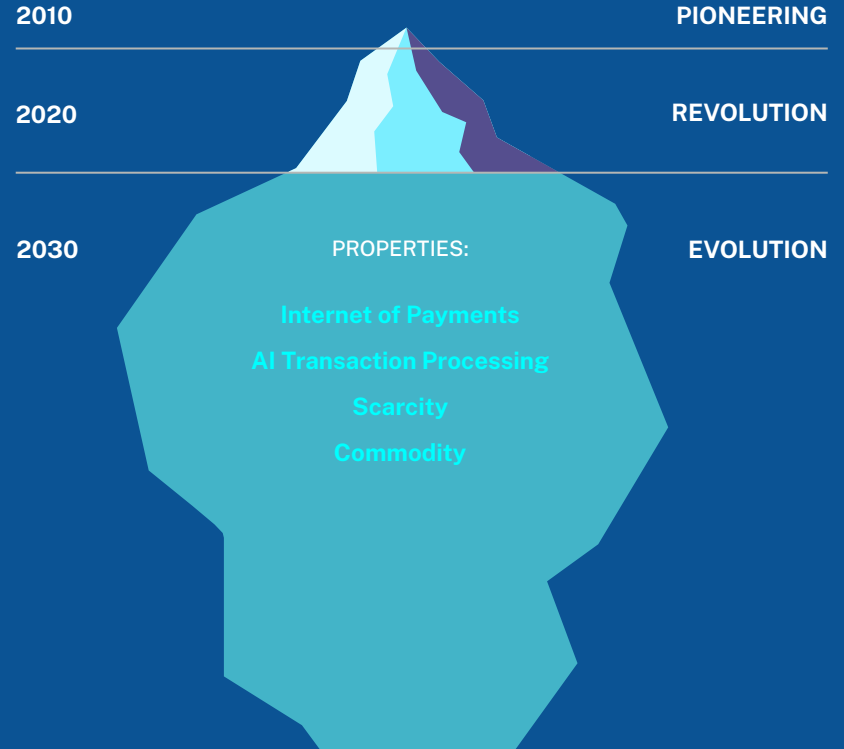 2010 PIONEERING
2020 REVOLUTION
2030 EVOLUTION
PROPERTIES:
Internet of Payments
AI Transaction Processing
Scarcity
Commodity